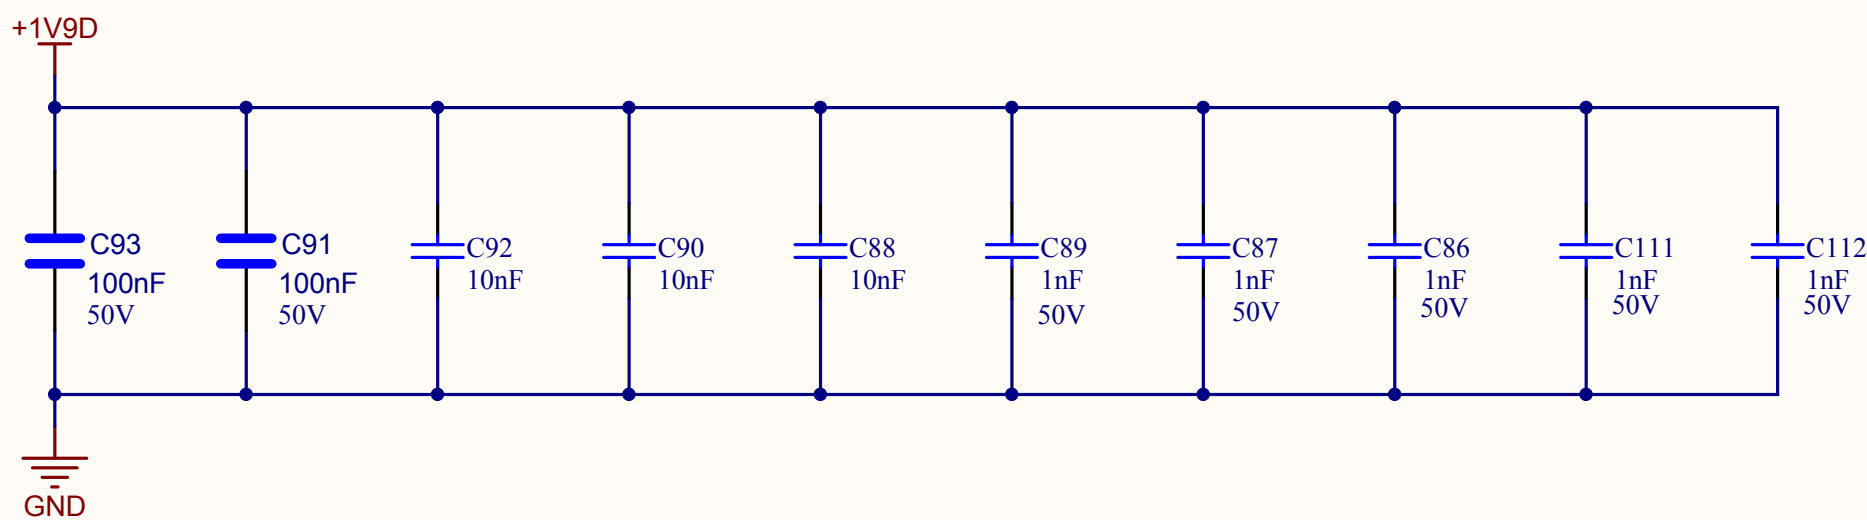 +1V9D
C93
100nF
50V
C91
100nF
50V
C92
10nF
C90
10nF
C88
10nF
C89
1nF
50V
C87
1nF
50V
C86
1nF
50V
C111
1nF
50V
C112
1nF
50V
GND